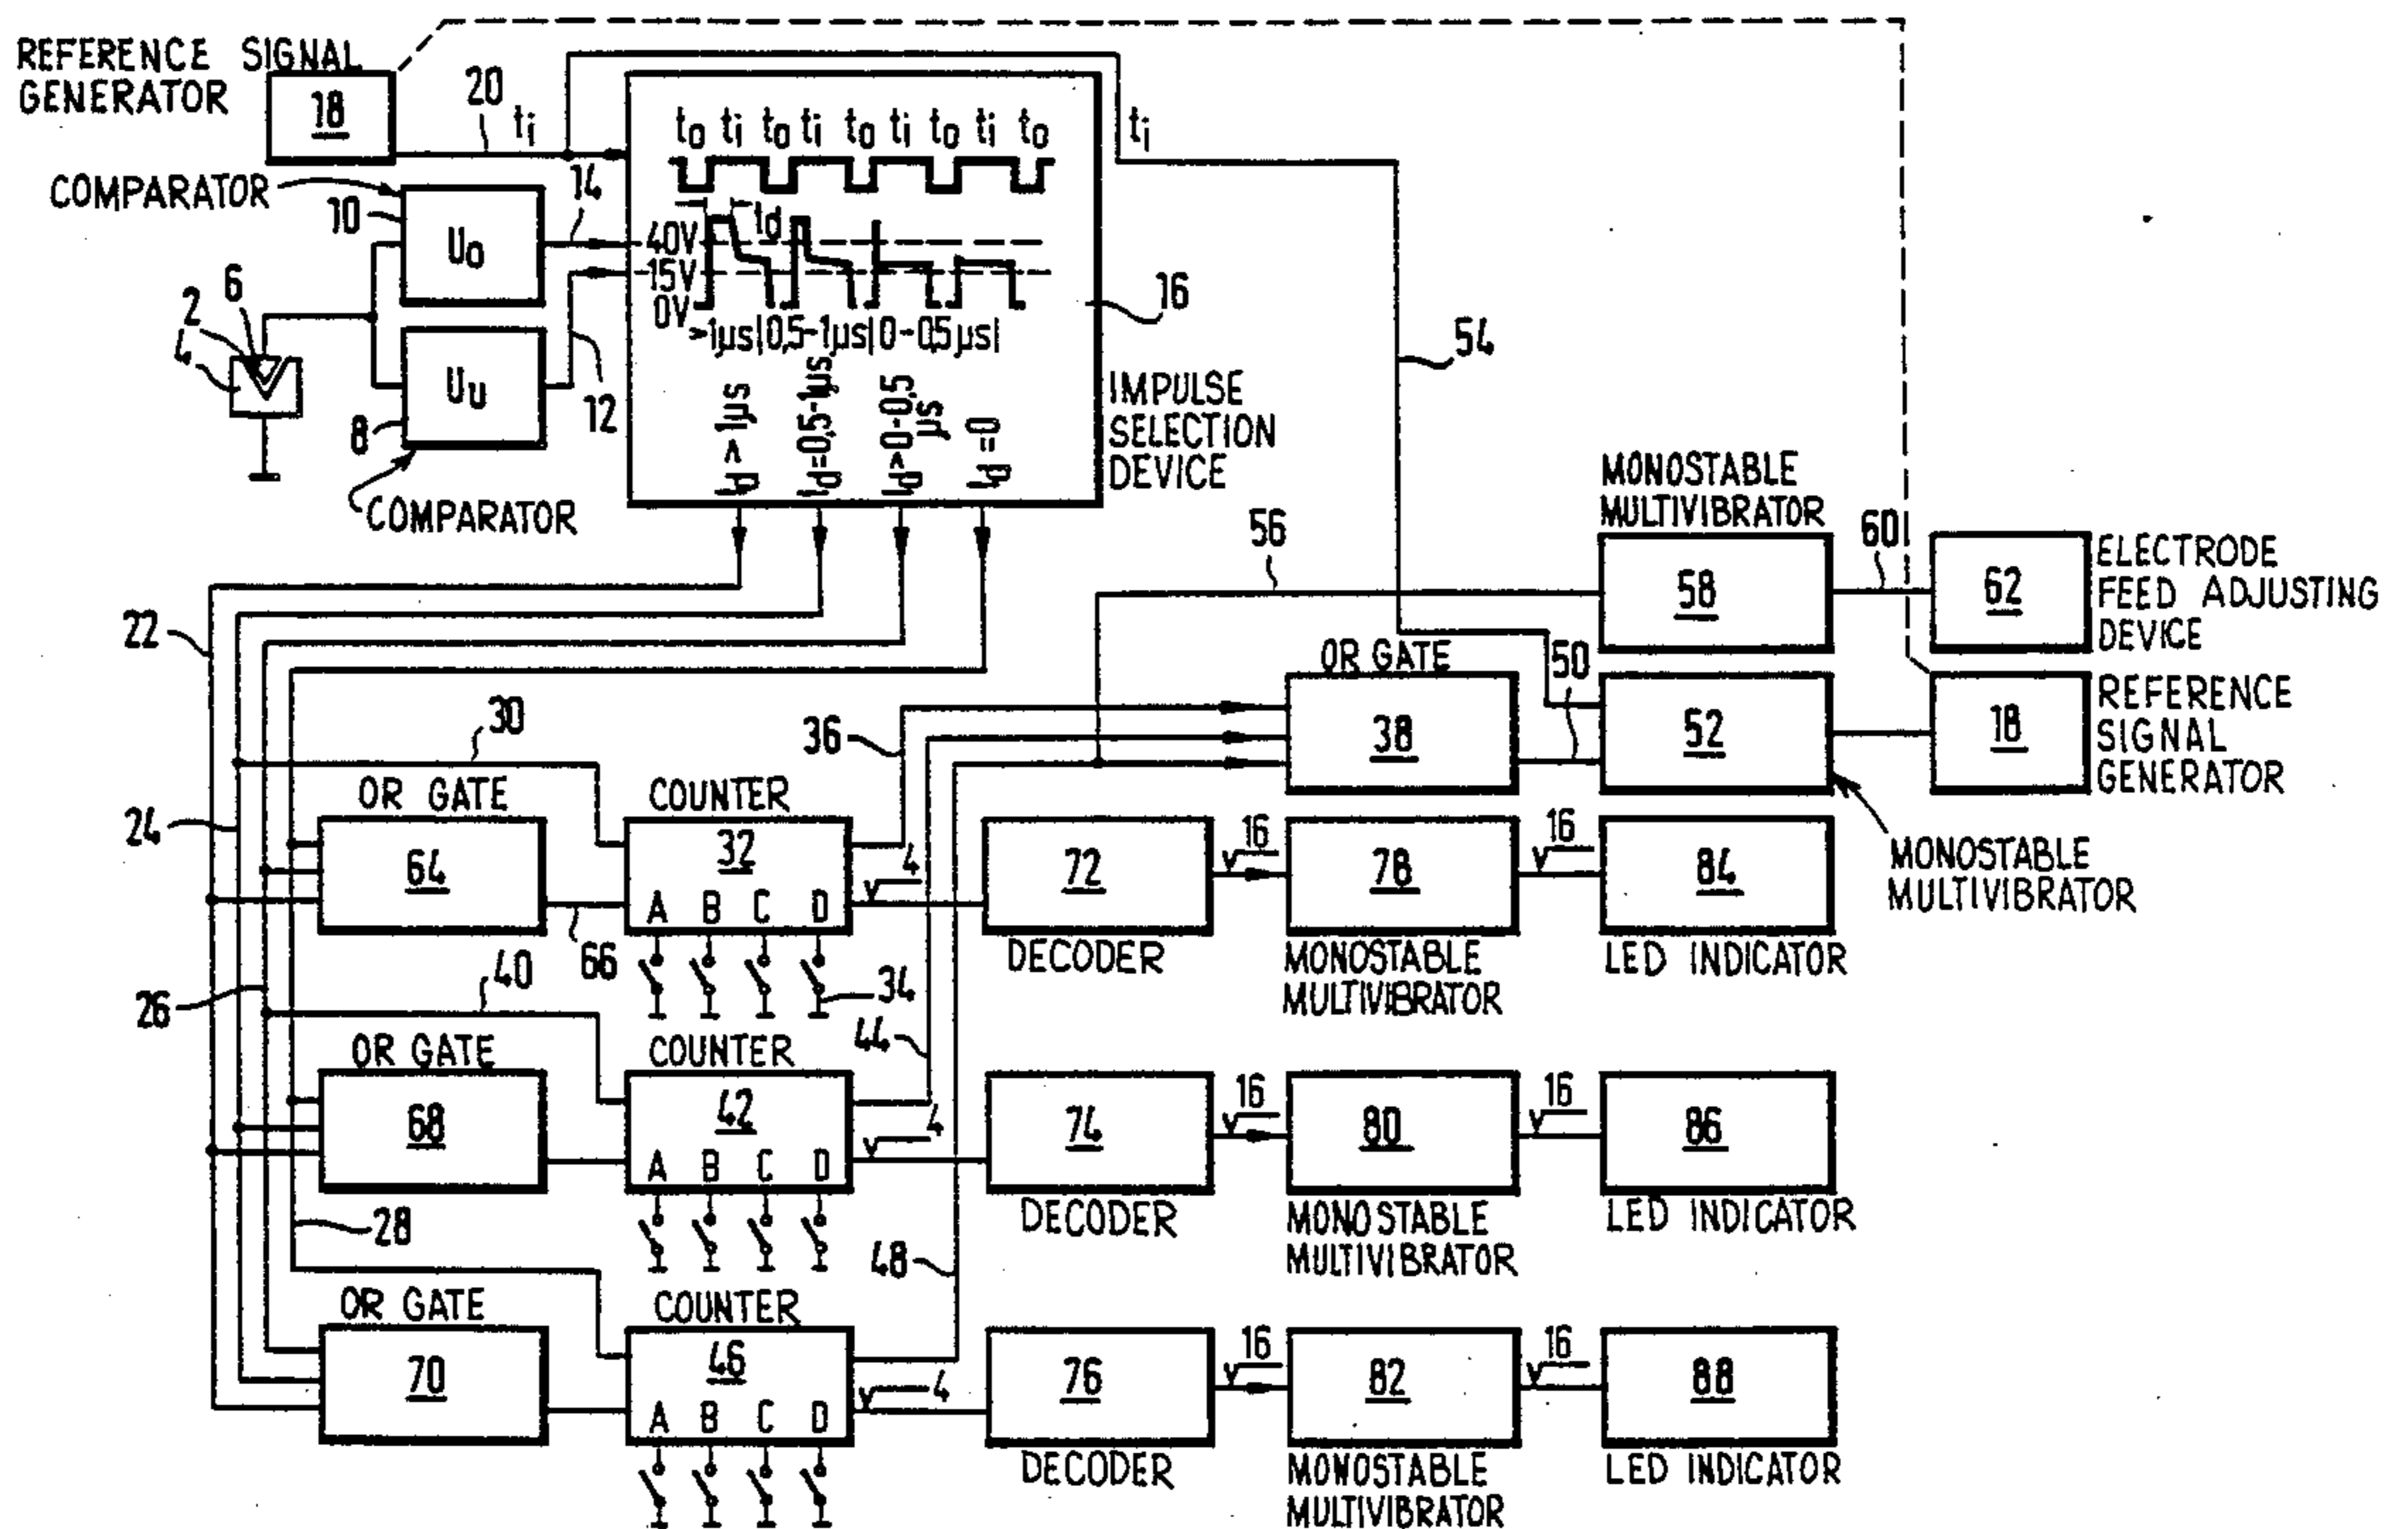 REFERENCE SIGNAL
GENERATOR
18
20
ti
to ti to ti to ti to ti to
ti
COMPARATOR
10
Uo
14
td
40V
15V
0V
>1µs|0,5-1µs|0-0,5µs|
16
2
6
4
Uu
8
12
COMPARATOR
td >1µs
td=0,5-1µs
td>0-0,5
µs
td=0
IMPULSE
SELECTION
DEVICE
54
MONOSTABLE
MULTIVIBRATOR
56
58
60
62
ELECTRODE
FEED ADJUSTING
DEVICE
22
OR GATE
38
50
52
18
REFERENCE
SIGNAL
GENERATOR
MONOSTABLE
MULTIVIBRATOR
30
36
24
OR GATE
64
66
COUNTER
32
A B C D
34
4
72
DECODER
16
78
MONOSTABLE
MULTIVIBRATOR
16
84
LED INDICATOR
26
40
44
OR GATE
68
COUNTER
42
A B C D
4
74
DECODER
16
80
MONOSTABLE
MULTIVIBRATOR
16
86
LED INDICATOR
28
48
OR GATE
70
COUNTER
46
A B C D
4
76
DECODER
16
82
MONOSTABLE
MULTIVIBRATOR
16
88
LED INDICATOR